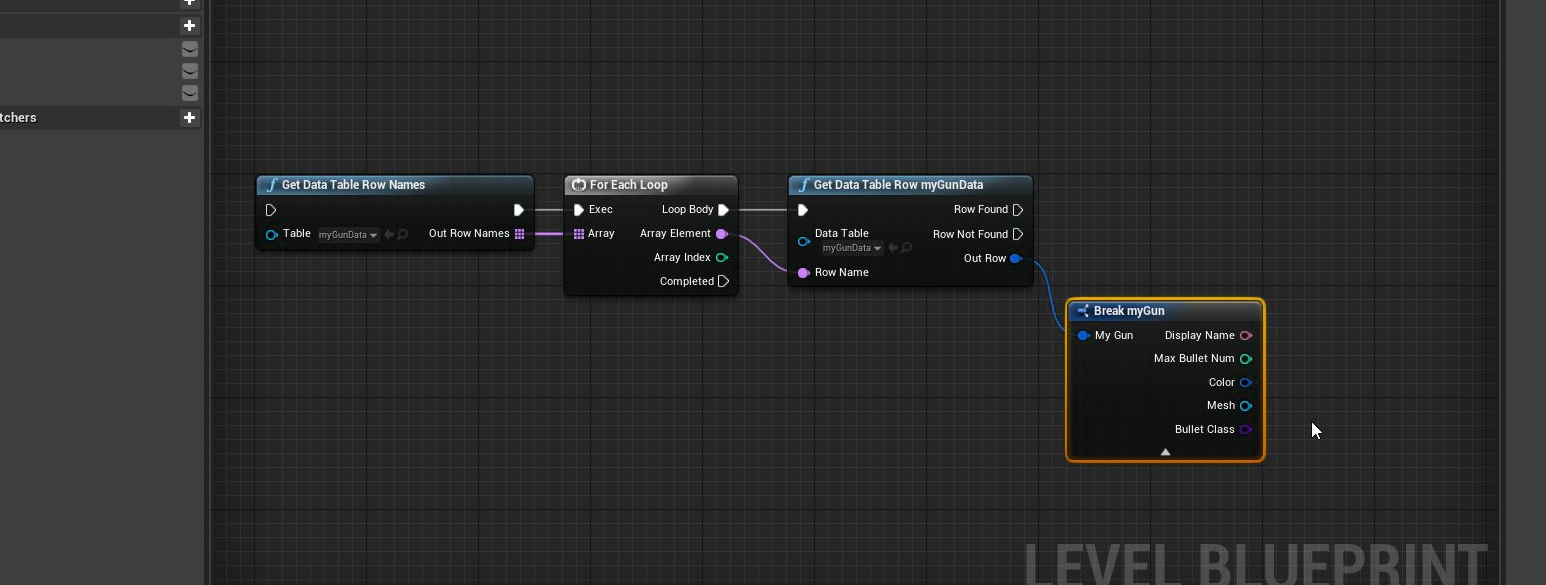 tchers
Get Data Table Row Names
Table myGunData
Out Row Names
For Each Loop
Exec
Loop Body
Array
Array Element
Array Index
Completed
Get Data Table Row myGunData
Row Found
Data Table
myGunData
Row Not Found
Out Row
Row Name
Break myGun
My Gun
Display Name
Max Bullet Num
Color
Mesh
Bullet Class
LEVEL BLUEPRINT